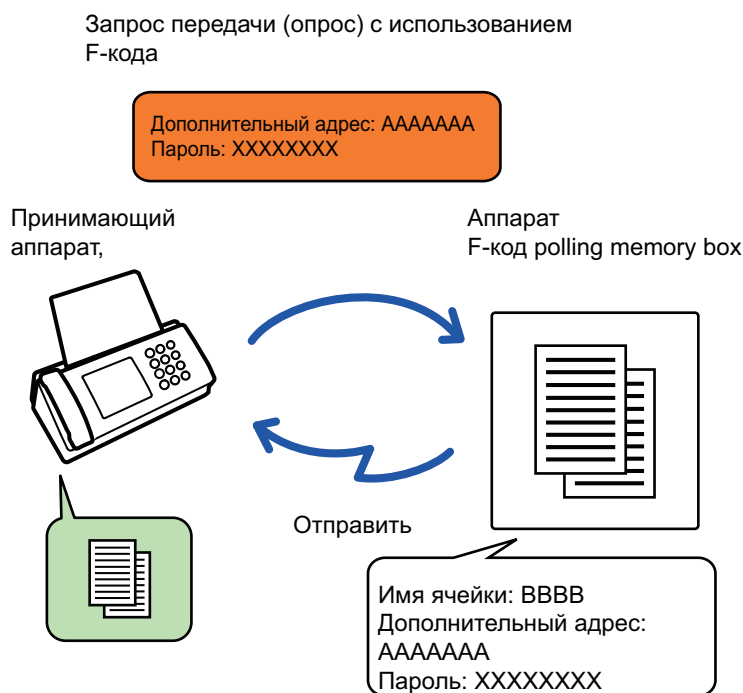 Запрос передачи (опрос) с использованием
F-кода
Дополнительный адрес: AAAAAAA
Пароль: XXXXXXXX
Принимающий
аппарат,
Аппарат
F-код polling memory box
Отправить
Имя ячейки: BBBB
Дополнительный адрес:
AAAAAAA
Пароль: XXXXXXXX